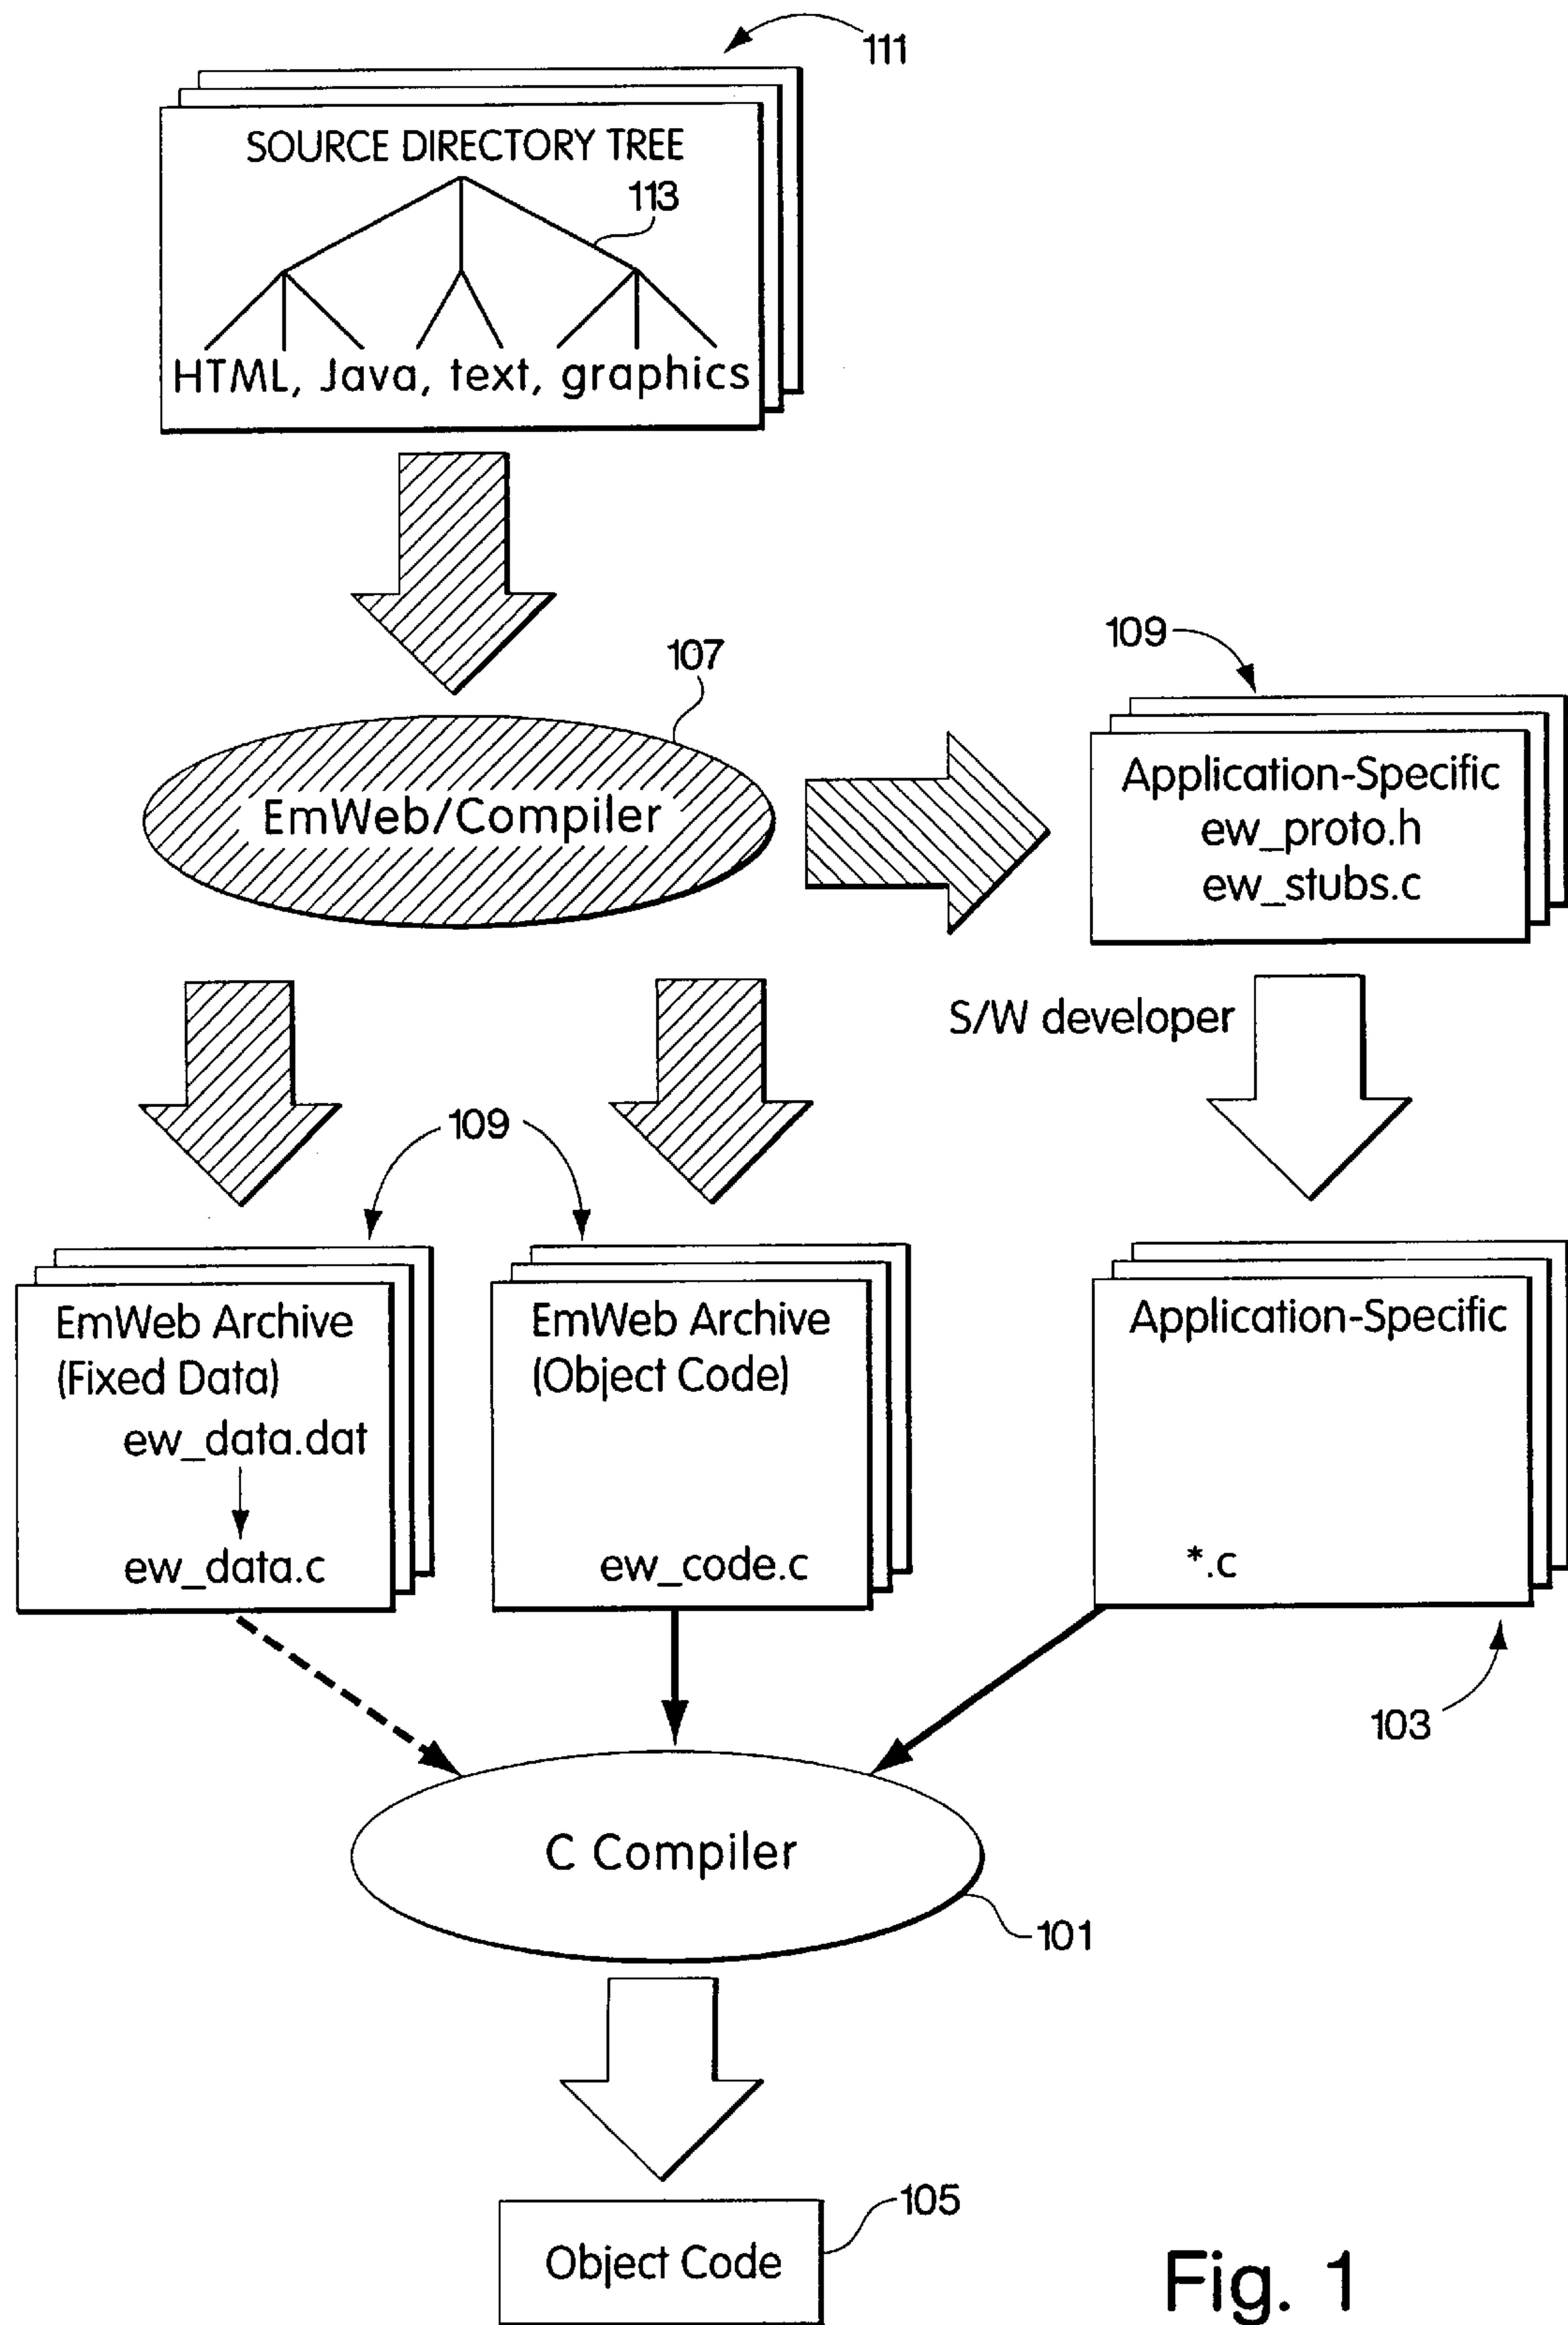 111
SOURCE DIRECTORY TREE
113
HTML, Java, text, graphics
107
109
EmWeb/Compiler
Application-Specific
ew_proto.h
ew_stubs.c
S/W developer
109
EmWeb Archive
(Fixed Data)
ew_data.dat
ew_data.c
EmWeb Archive
(Object Code)
ew_code.c
Application-Specific
*.c
103
C Compiler
101
105
Object Code
Fig. 1